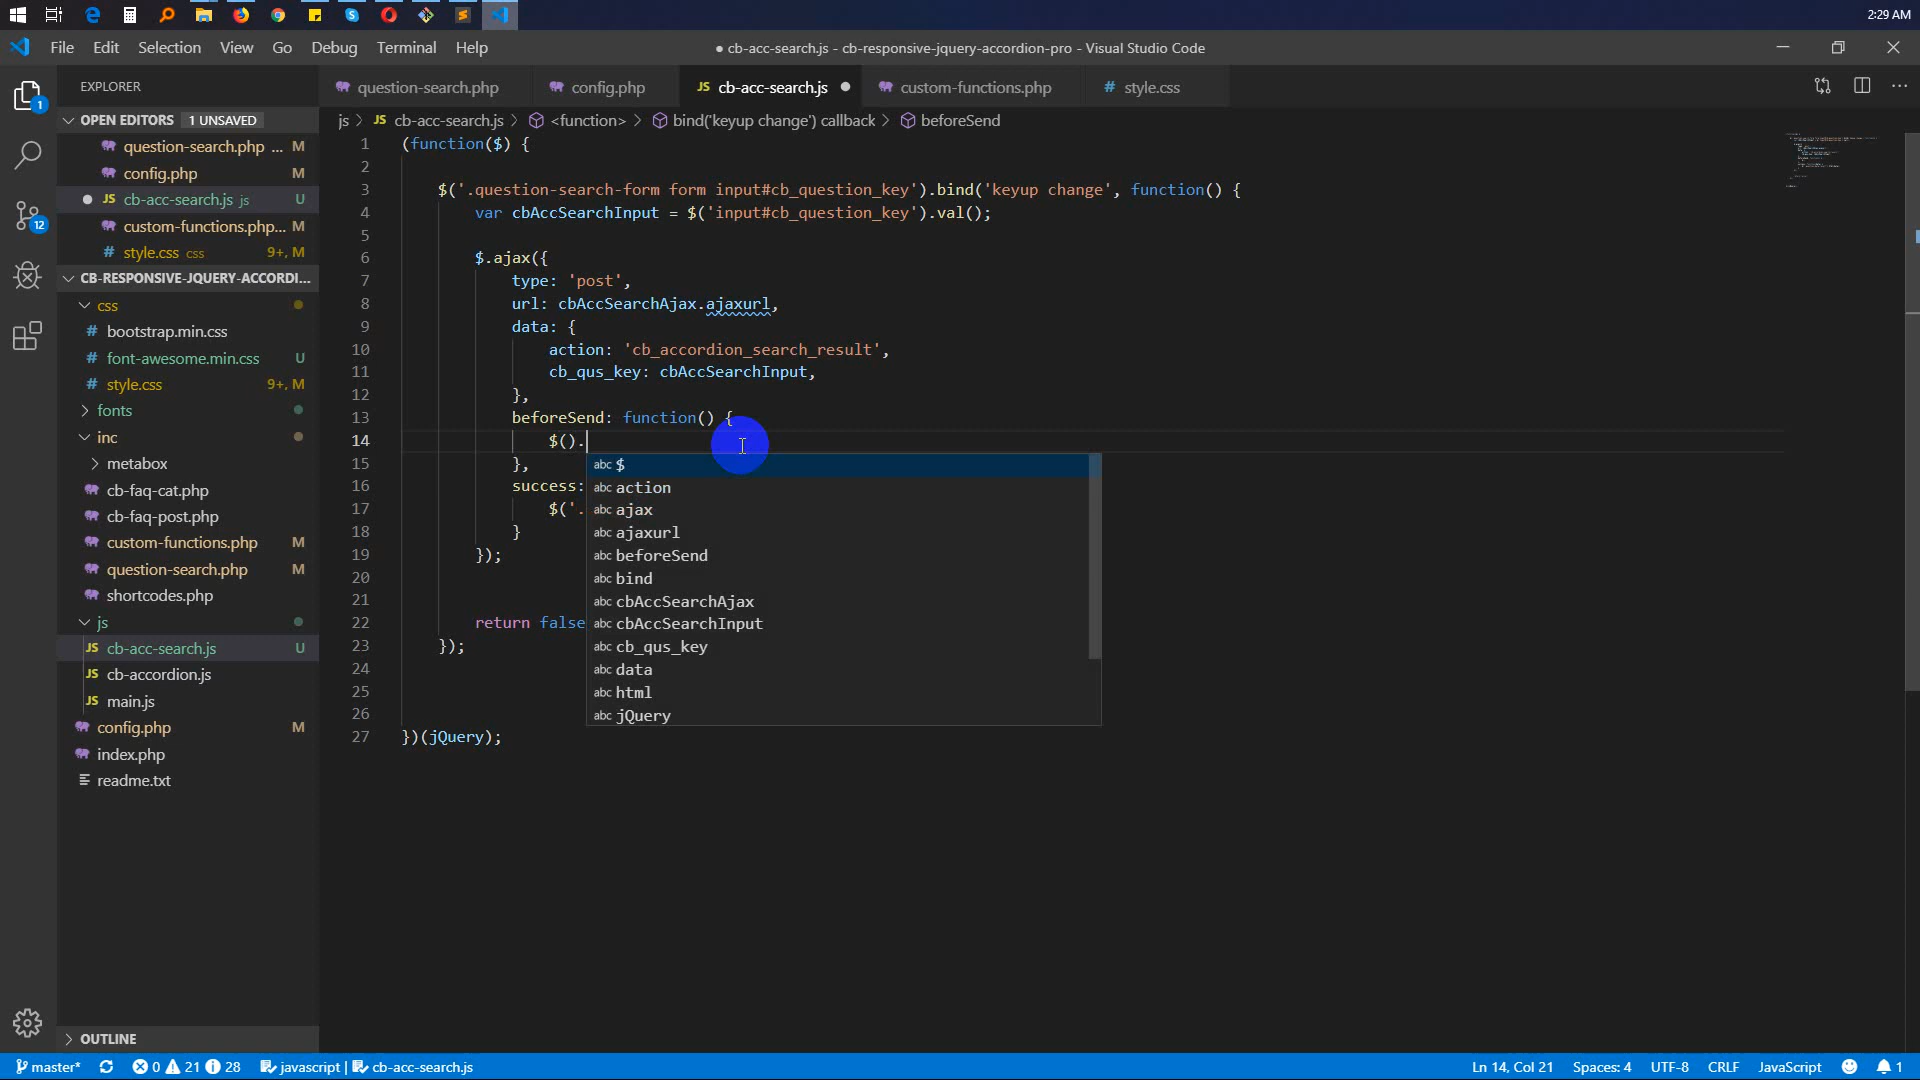 2:29 AM
File Edit Selection View Go Debug Terminal Help
● cb-acc-search.js - cb-responsive-jquery-accordion-pro - Visual Studio Code
EXPLORER
question-search.php config.php JS cb-acc-search.js ● custom-functions.php # style.css
OPEN EDITORS 1 UNSAVED
question-search.php ... M
config.php M
● JS cb-acc-search.js js U
custom-functions.php... M
# style.css css 9+, M
CB-RESPONSIVE-JQUERY-ACCORDI...
css
# bootstrap.min.css
# font-awesome.min.css U
# style.css 9+, M
fonts
inc
metabox
cb-faq-cat.php
cb-faq-post.php
custom-functions.php M
question-search.php M
shortcodes.php
js
JS cb-acc-search.js U
JS cb-accordion.js
JS main.js
config.php M
index.php
readme.txt
OUTLINE
1
12
js > JS cb-acc-search.js > <function> > bind('keyup change') callback > beforeSend
1 (function($) {
2
3 $('.question-search-form form input#cb_question_key').bind('keyup change', function() {
4 var cbAccSearchInput = $('input#cb_question_key').val();
5
6 $.ajax({
7 type: 'post',
8 url: cbAccSearchAjax.ajaxurl,
9 data: {
10 action: 'cb_accordion_search_result',
11 cb_qus_key: cbAccSearchInput,
12 },
13 beforeSend: function() {
14 $().
15 },
16 success:
17 $('.
18 }
19 });
20
21
22 return false
23 });
24
25
26
27 })(jQuery);
abc $
abc action
abc ajax
abc ajaxurl
abc beforeSend
abc bind
abc cbAccSearchAjax
abc cbAccSearchInput
abc cb_qus_key
abc data
abc html
abc jQuery
master* 0 21 28 javascript | cb-acc-search.js Ln 14, Col 21 Spaces: 4 UTF-8 CRLF JavaScript 1